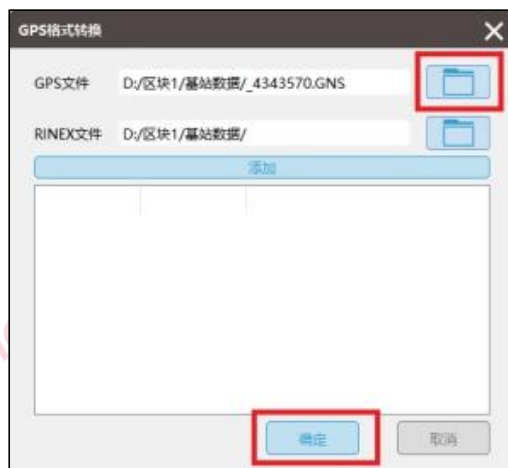 GPS格式转换
GPS文件 D:/区块1/基站数据/_4343570.GNS
RINEX文件 D:/区块1/基站数据/
添加
确定 取消